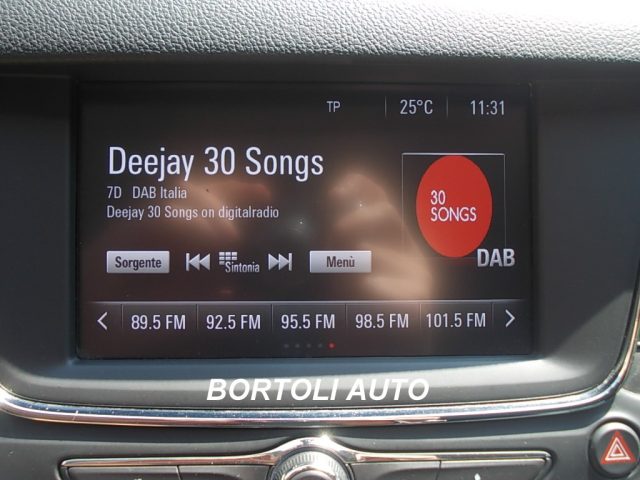 TP 25°C 11:31
Deejay 30 Songs
7D DAB Italia
Deejay 30 Songs on digitalradio
30
SONGS
DAB
Sorgente Sintonia Menù
89.5 FM 92.5 FM 95.5 FM 98.5 FM 101.5 FM
BORTOLI AUTO